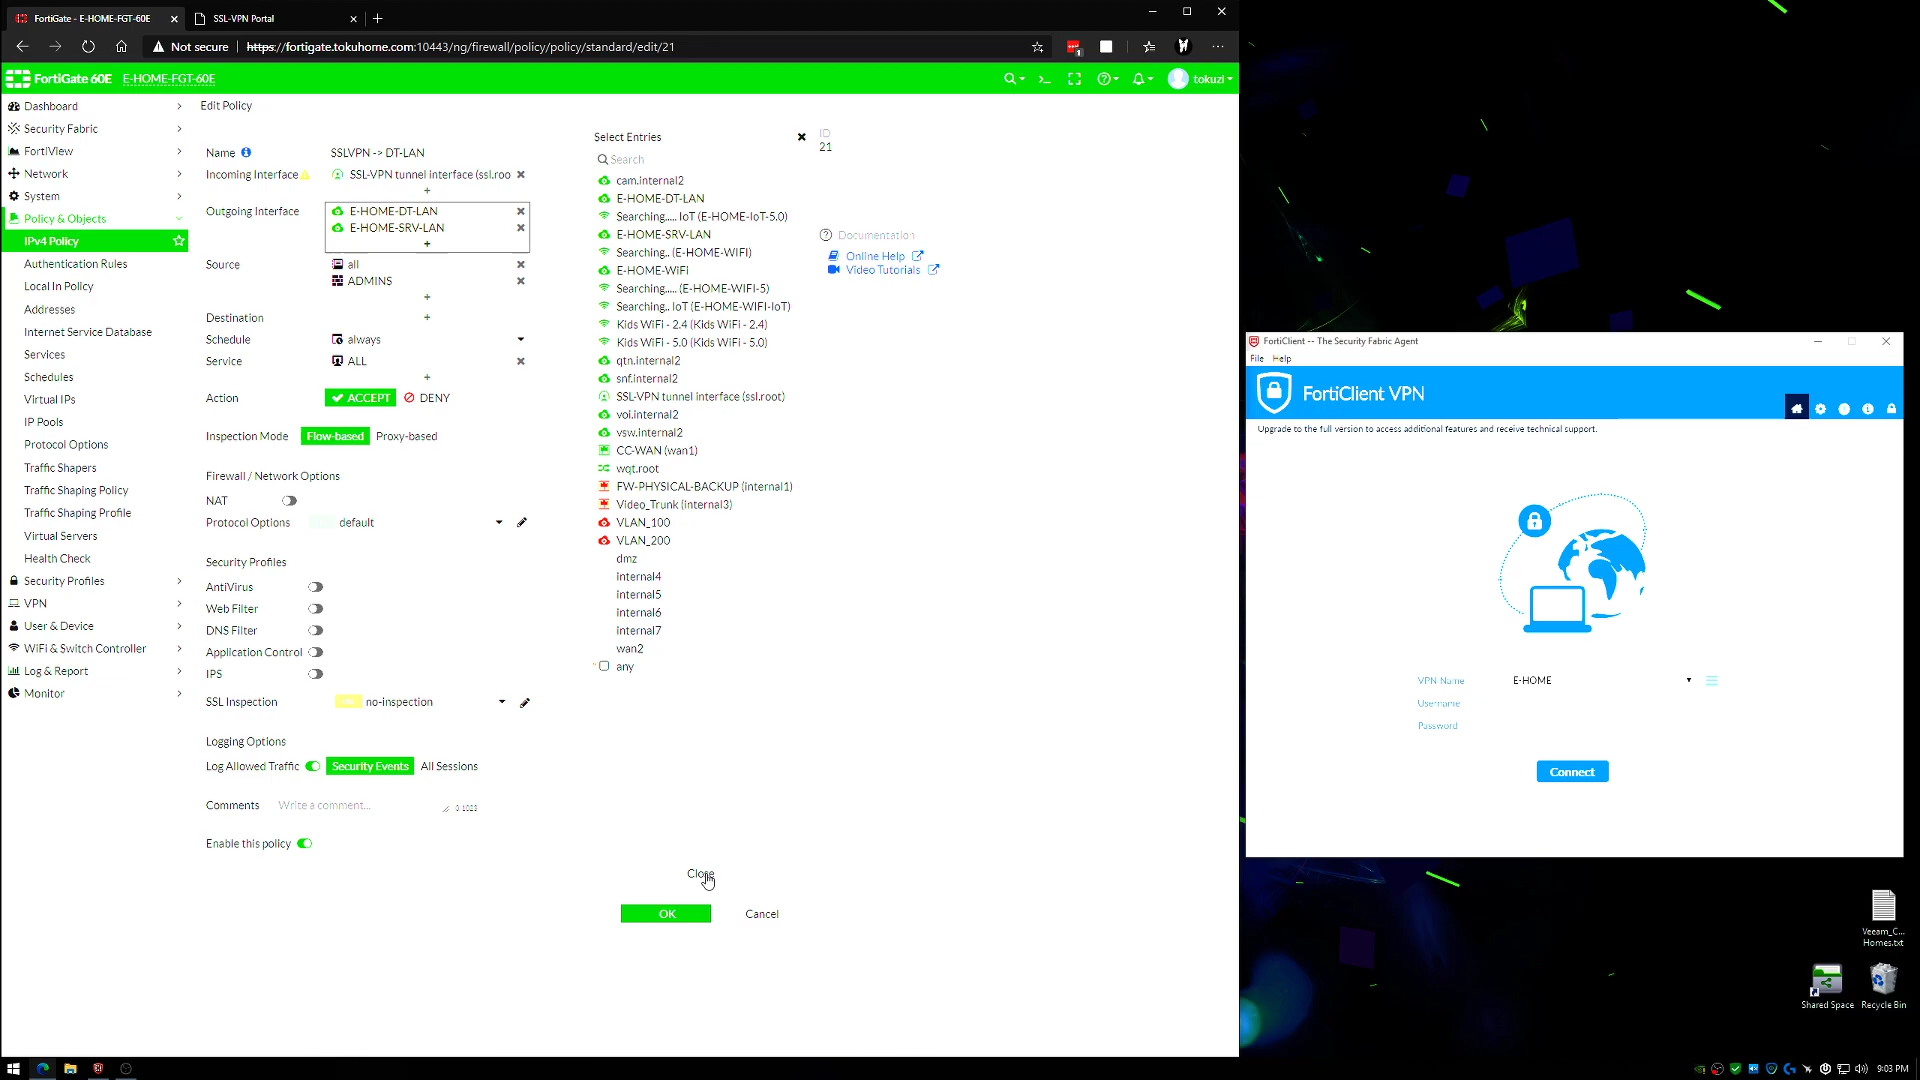 FortiGate - E-HOME-FGT-60E
SSL-VPN Portal
Not secure
https://fortigate.tokuhome.com:10443/ng/firewall/policy/policy/standard/edit/21
FortiGate 60E E-HOME-FGT-60E
tokuzi
Dashboard
Security Fabric
FortiView
Network
System
Policy & Objects
IPv4 Policy
Authentication Rules
Local In Policy
Addresses
Internet Service Database
Services
Schedules
Virtual IPs
IP Pools
Protocol Options
Traffic Shapers
Traffic Shaping Policy
Traffic Shaping Profile
Virtual Servers
Health Check
Security Profiles
VPN
User & Device
WiFi & Switch Controller
Log & Report
Monitor
Edit Policy
Name SSLVPN -> DT-LAN
Incoming Interface SSL-VPN tunnel interface (ssl.roo
+
Outgoing Interface E-HOME-DT-LAN
E-HOME-SRV-LAN
+
Source all
ADMINS
+
Destination +
Schedule always
Service ALL
+
Action ACCEPT DENY
Inspection Mode Flow-based Proxy-based
Firewall / Network Options
NAT
Protocol Options default
Security Profiles
AntiVirus
Web Filter
DNS Filter
Application Control
IPS
SSL Inspection no-inspection
Logging Options
Log Allowed Traffic Security Events All Sessions
Comments Write a comment... 0 1023
Enable this policy
Select Entries
Search
cam.internal2
E-HOME-DT-LAN
Searching..... IoT (E-HOME-IoT-5.0)
E-HOME-SRV-LAN
Searching.. (E-HOME-WIFI)
E-HOME-WIFI
Searching..... (E-HOME-WIFI-5)
Searching.. IoT (E-HOME-WIFI-IoT)
Kids WiFi - 2.4 (Kids WiFi - 2.4)
Kids WiFi - 5.0 (Kids WiFi - 5.0)
qtn.internal2
snf.internal2
SSL-VPN tunnel interface (ssl.root)
voi.internal2
vsw.internal2
CC-WAN (wan1)
wqt.root
FW-PHYSICAL-BACKUP (internal1)
Video_Trunk (internal3)
VLAN_100
VLAN_200
dmz
internal4
internal5
internal6
internal7
wan2
any
Close
OK Cancel
ID
21
Documentation
Online Help
Video Tutorials
FortiClient -- The Security Fabric Agent
File Help
FortiClient VPN
Upgrade to the full version to access additional features and receive technical support.
VPN Name E-HOME
Username
Password
Connect
Veeam_C...
Homes.txt
Shared Space
Recycle Bin
9:03 PM